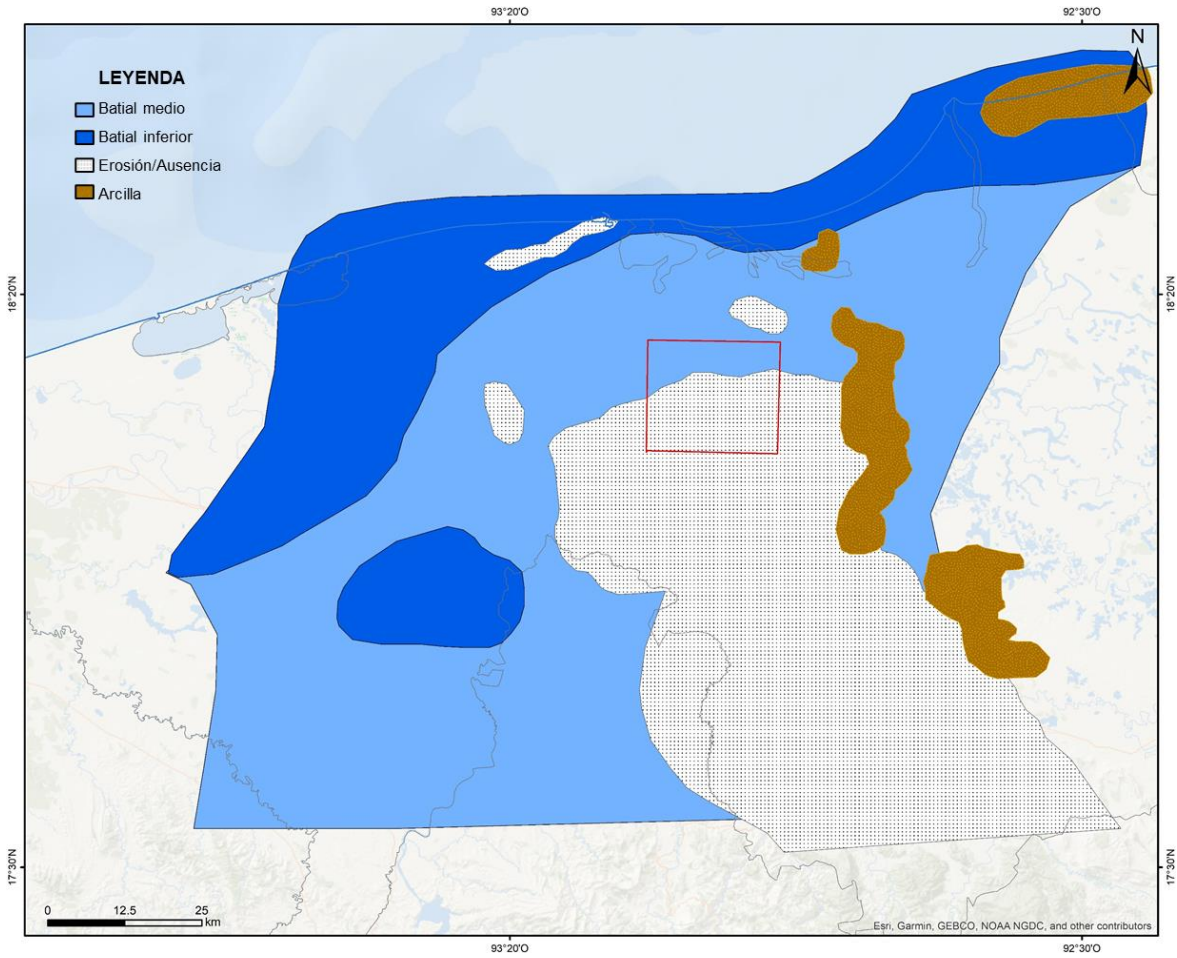 93°20'O
92°30'O
N
LEYENDA
Batial medio
Batial inferior
Erosión/Ausencia
Arcilla
18°20'N
18°20'N
17°30'N
17°30'N
0
12.5
25
km
Esri, Garmin, GEBCO, NOAA NGDC, and other contributors
93°20'O
92°30'O